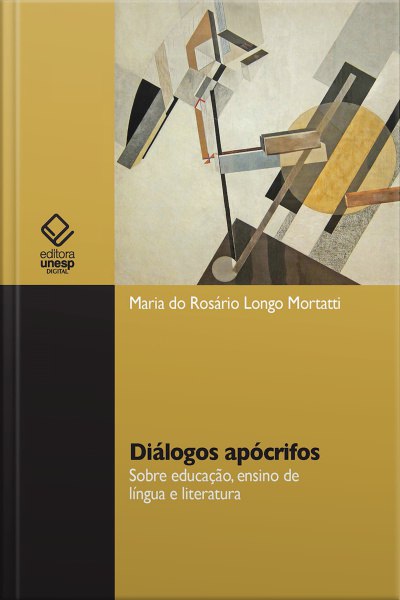 editora
unesp
DIGITAL
Maria do Rosário Longo Mortatti
Diálogos apócrifos
Sobre educação, ensino de
língua e literatura